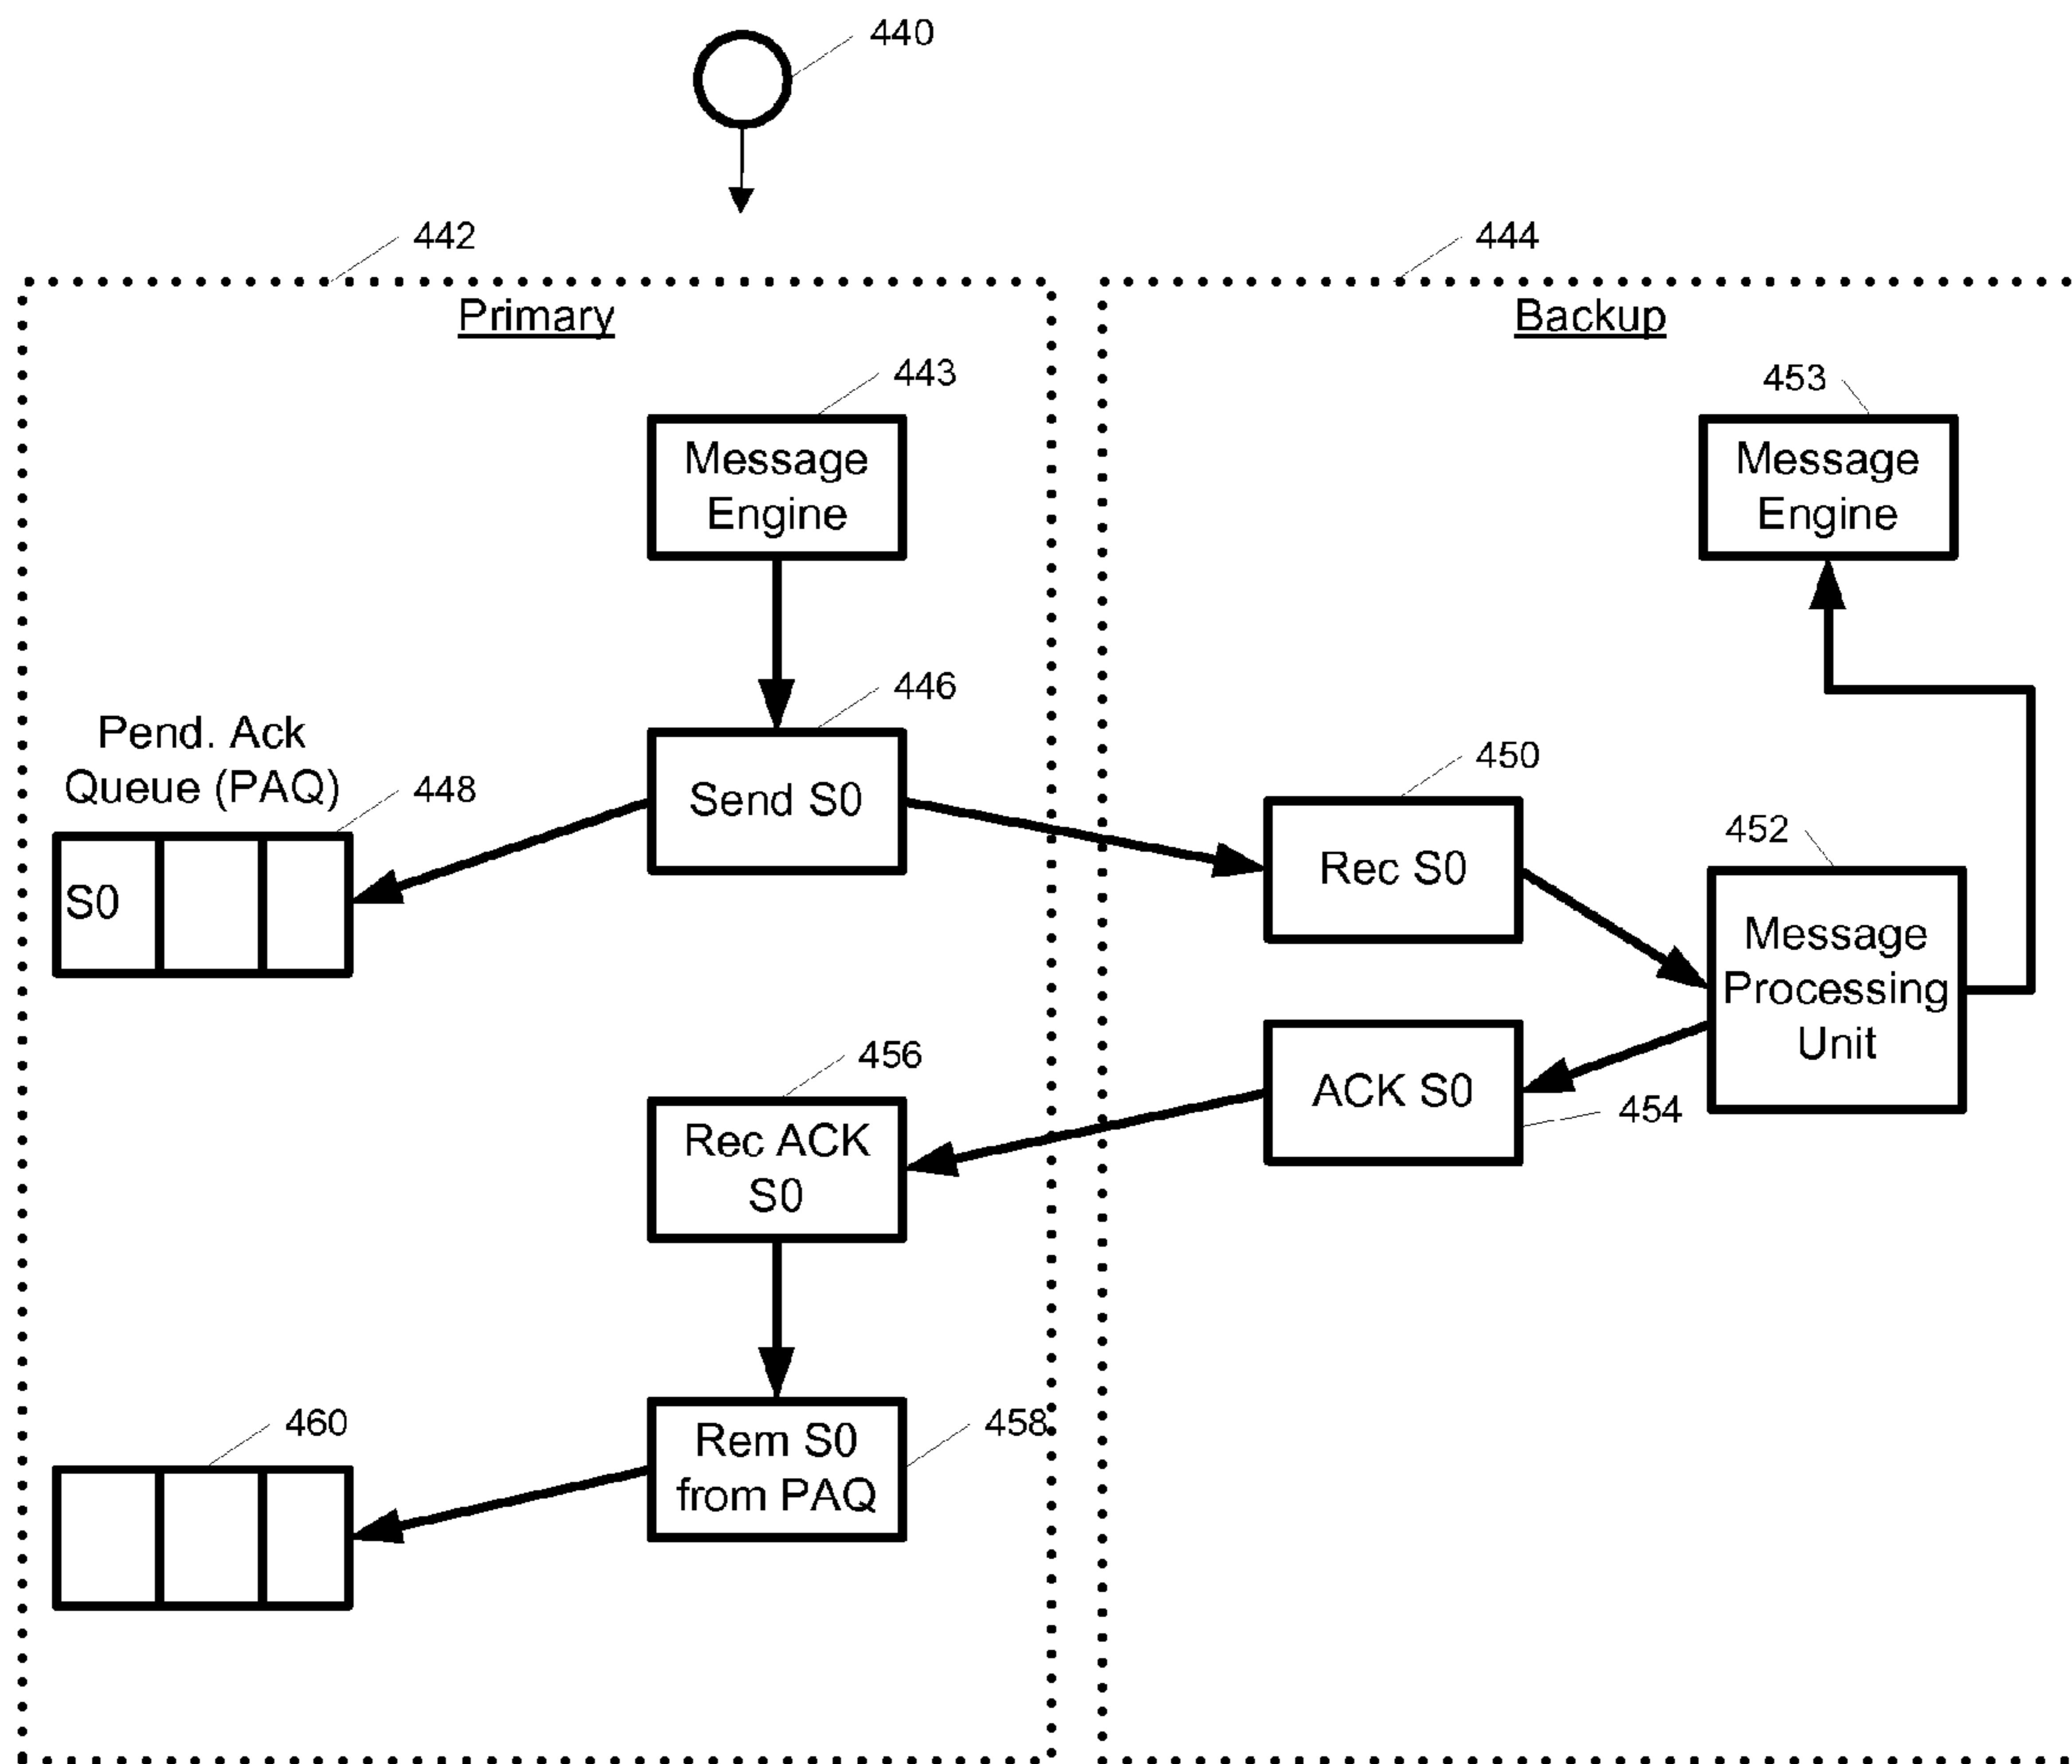 440
442
444
Primary
Backup
443
453
Message
Engine
Message
Engine
446
Pend. Ack
Queue (PAQ)
448
450
452
Send S0
S0
Rec S0
Message
Processing
Unit
456
ACK S0
454
Rec ACK
S0
460
458
Rem S0
from PAQ